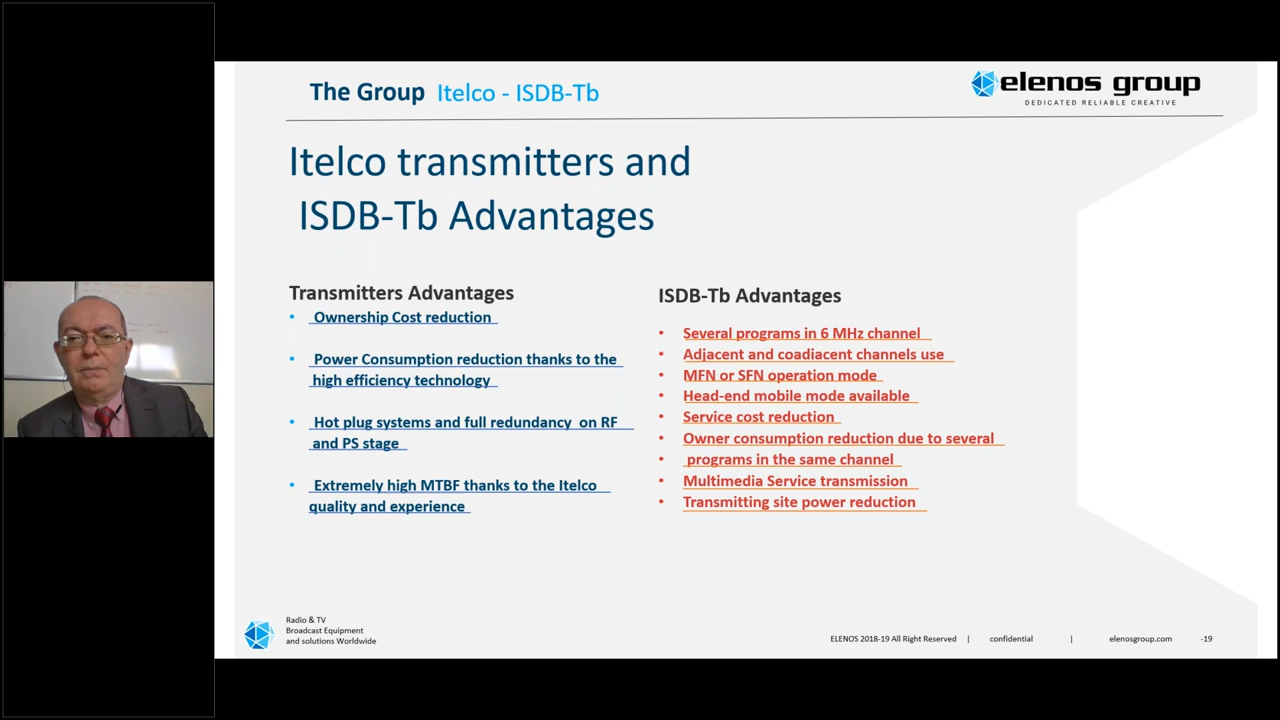 The Group Itelco - ISDB-Tb
elenos group
DEDICATED RELIABLE CREATIVE
Itelco transmitters and
ISDB-Tb Advantages
Transmitters Advantages
• Ownership Cost reduction
• Power Consumption reduction thanks to the
high efficiency technology
• Hot plug systems and full redundancy on RF
and PS stage
• Extremely high MTBF thanks to the Itelco
quality and experience
ISDB-Tb Advantages
• Several programs in 6 MHz channel
• Adjacent and coadiacent channels use
• MFN or SFN operation mode
• Head-end mobile mode available
• Service cost reduction
• Owner consumption reduction due to several
• programs in the same channel
• Multimedia Service transmission
• Transmitting site power reduction
Radio & TV
Broadcast Equipment
and solutions Worldwide
ELENOS 2018-19 All Right Reserved | confidential | elenosgroup.com -19